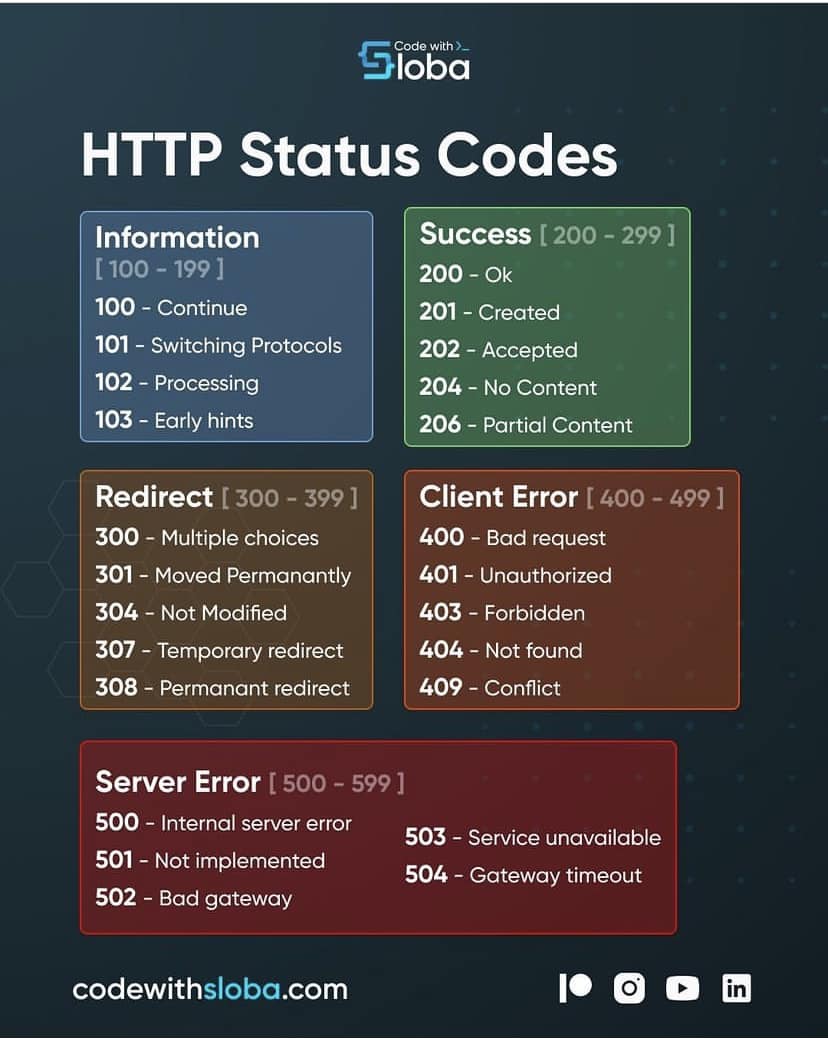 Code with >_
Sloba
HTTP Status Codes
Information
[ 100 - 199 ]
100 - Continue
101 - Switching Protocols
102 - Processing
103 - Early hints
Success [ 200 - 299 ]
200 - Ok
201 - Created
202 - Accepted
204 - No Content
206 - Partial Content
Redirect [ 300 - 399 ]
300 - Multiple choices
301 - Moved Permanantly
304 - Not Modified
307 - Temporary redirect
308 - Permanant redirect
Client Error [ 400 - 499 ]
400 - Bad request
401 - Unauthorized
403 - Forbidden
404 - Not found
409 - Conflict
Server Error [ 500 - 599 ]
500 - Internal server error
501 - Not implemented
502 - Bad gateway
503 - Service unavailable
504 - Gateway timeout
codewithsloba.com
in